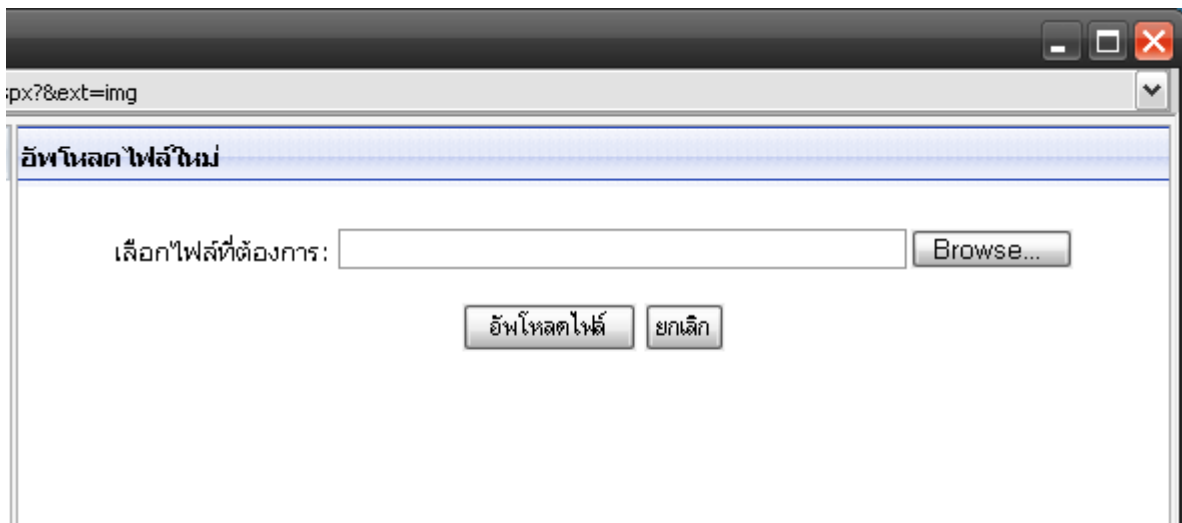 spx?&ext=img
อัพโหลดไฟล์ใหม่
เลือกไฟล์ที่ต้องการ: Browse...
อัพโหลดไฟล์ ยกเลิก